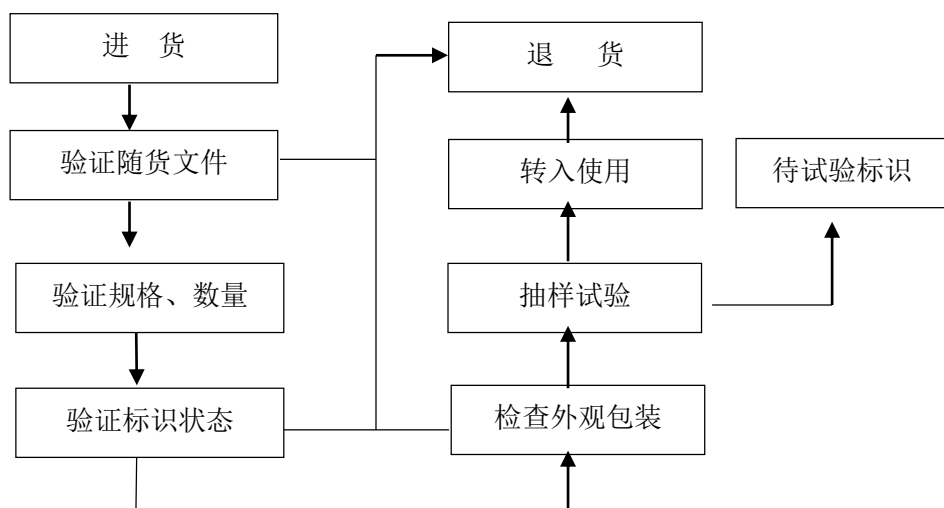 进 货
退 货
验证随货文件
转入使用
待试验标识
验证规格、数量
抽样试验
验证标识状态
检查外观包装